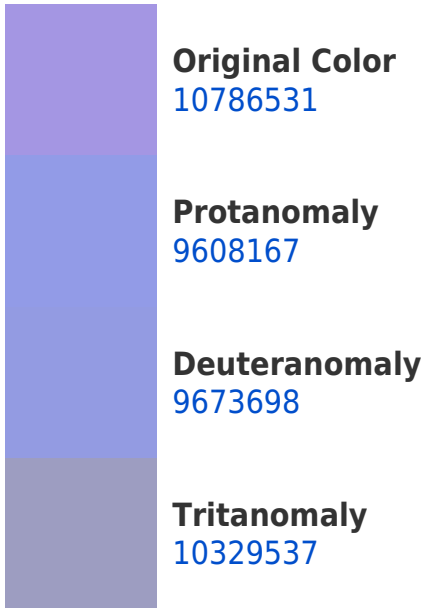 Original Color
10786531
Protanomaly
9608167
Deuteranomaly
9673698
Tritanomaly
10329537